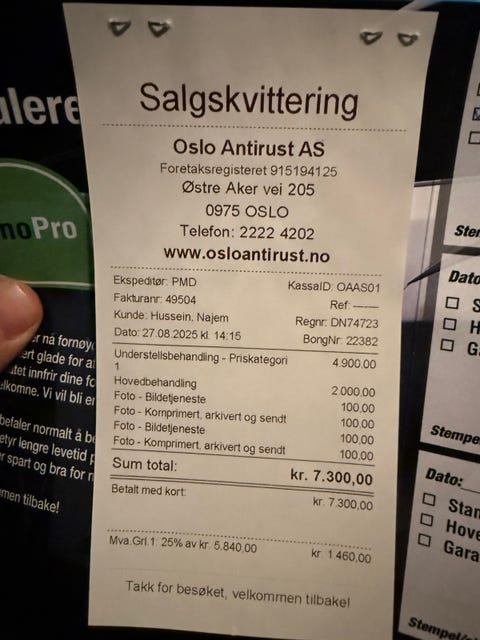 Salgskvittering
Oslo Antirust AS
Foretaksregisteret 915194125
Østre Aker vei 205
0975 OSLO
Telefon: 2222 4202
www.osloantirust.no
Ekspeditør: PMD
KassaID: OAAS01
Fakturanr: 49504
Ref: -----
Kunde: Hussein, Najem
Regnr: DN74723
Dato: 27.08.2025 kl. 14:15
BongNr: 22382
Understellsbehandling - Priskategori 4.900,00
1
Hovedbehandling 2.000,00
Foto - Bildetjeneste 100,00
Foto - Komprimert, arkivert og sendt 100,00
Foto - Bildetjeneste 100,00
Foto - Komprimert, arkivert og sendt 100,00
Sum total: kr. 7.300,00
Betalt med kort: kr. 7.300,00
Mva.Grl.1: 25% av kr. 5.840,00 kr. 1 460,00
Takk for besøket, velkommen tilbake!
noPro
men tilbake!
Dato:
Stempe
Dato:
Stan
Hove
Gara
Stempel